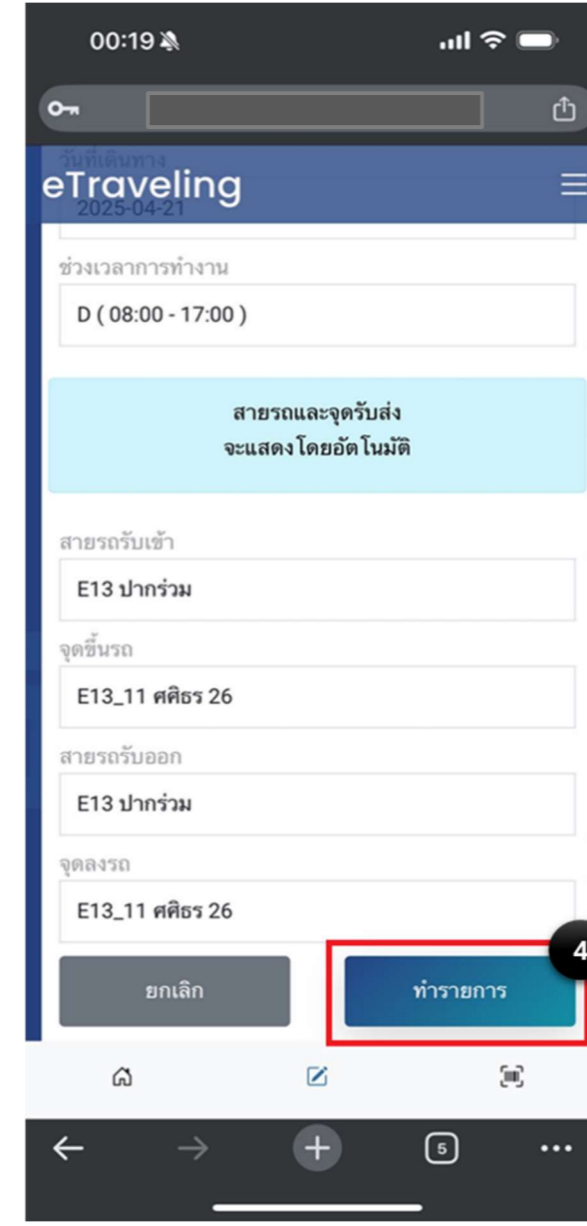 00:19
วันที่เดินทาง
eTraveling
2025-04-21
ช่วงเวลาการทำงาน
D ( 08:00 - 17:00 )
สายรถและจุดรับส่ง
จะแสดงโดยอัตโนมัติ
สายรถรับเข้า
E13 ปากร่วม
จุดขึ้นรถ
E13_11 ศศิธร 26
สายรถรับออก
E13 ปากร่วม
จุดลงรถ
E13_11 ศศิธร 26
4
ยกเลิก
ทำรายการ
5